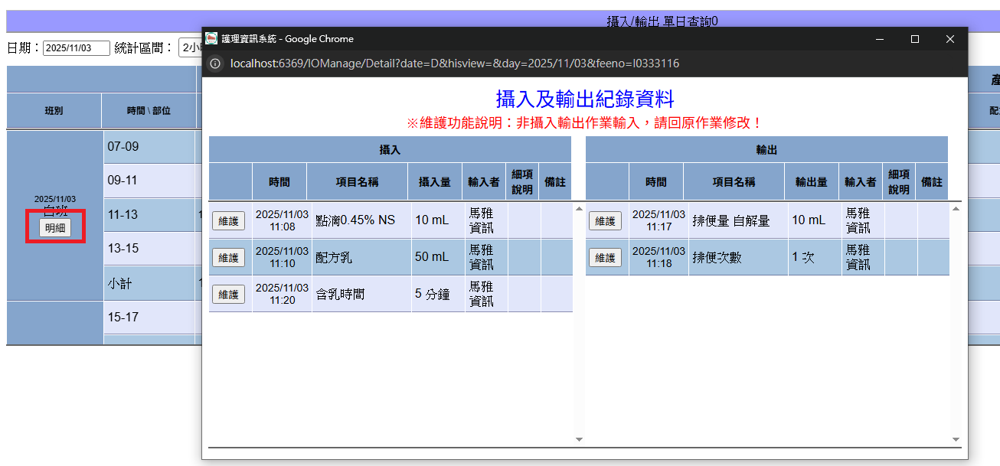 攝入/輸出 單日查詢0
日期：2025/11/03 統計區間：2小
班別 時間\部位
2025/11/03
白班
明細
07-09
09-11
11-13
13-15
小計
15-17
配
護理資訊系統 - Google Chrome
localhost:6369/IOManage/Detail?date=D&hisview=&day=2025/11/03&feeno=I0333116
攝入及輸出紀錄資料
※維護功能說明：非攝入輸出作業輸入，請回原作業修改！
攝入
時間 項目名稱 攝入量 輸入者 細項說明 備註
維護 2025/11/03 11:08 點滴0.45% NS 10 mL 馬雅資訊
維護 2025/11/03 11:10 配方乳 50 mL 馬雅資訊
維護 2025/11/03 11:20 含乳時間 5 分鐘 馬雅資訊
輸出
時間 項目名稱 輸出量 輸入者 細項說明 備註
維護 2025/11/03 11:17 排便量 自解量 10 mL 馬雅資訊
維護 2025/11/03 11:18 排便次數 1 次 馬雅資訊